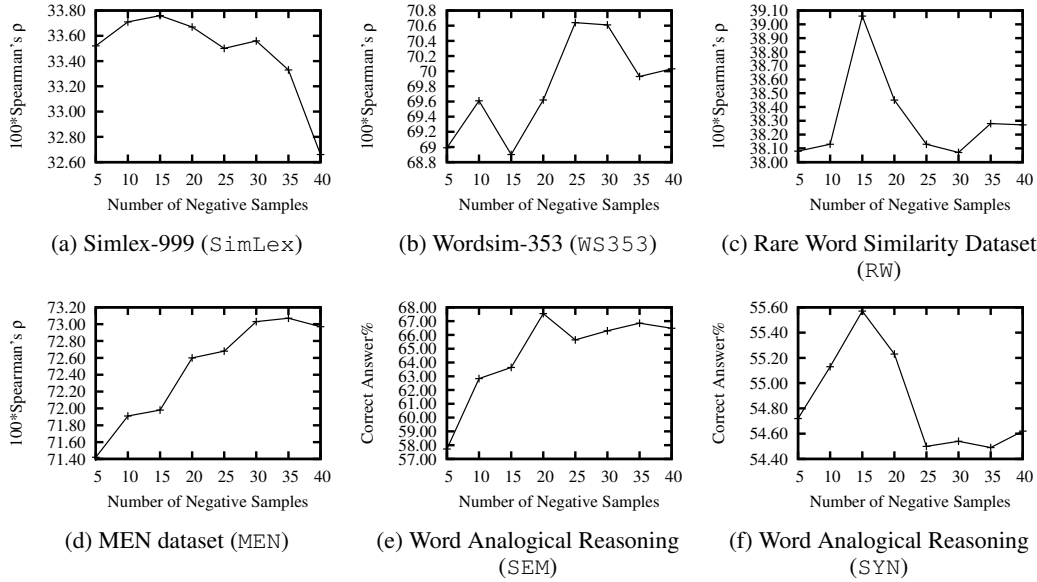 100*Spearman's ρ
33.80
33.60
33.40
33.20
33.00
32.80
32.60
5 10 15 20 25 30 35 40
Number of Negative Samples
(a) Simlex-999 (SimLex)
100*Spearman's ρ
70.8
70.6
70.4
70
69.6
69.4
69.2
69
68.8
5 10 15 20 25 30 35 40
Number of Negative Samples
(b) Wordsim-353 (WS353)
100*Spearman's ρ
39.10
39.00
38.90
38.80
38.70
38.60
38.50
38.40
38.30
38.20
38.10
38.00
5 10 15 20 25 30 35 40
Number of Negative Samples
(c) Rare Word Similarity Dataset
(RW)
100*Spearman's ρ
73.20
73.00
72.80
72.60
72.40
72.20
72.00
71.80
71.60
71.40
5 10 15 20 25 30 35 40
Number of Negative Samples
(d) MEN dataset (MEN)
Correct Answer%
68.00
67.00
66.00
65.00
64.00
63.00
62.00
61.00
60.00
59.00
58.00
57.00
5 10 15 20 25 30 35 40
Number of Negative Samples
(e) Word Analogical Reasoning
(SEM)
Correct Answer%
55.60
55.40
55.20
55.00
54.80
54.60
54.40
5 10 15 20 25 30 35 40
Number of Negative Samples
(f) Word Analogical Reasoning
(SYN)